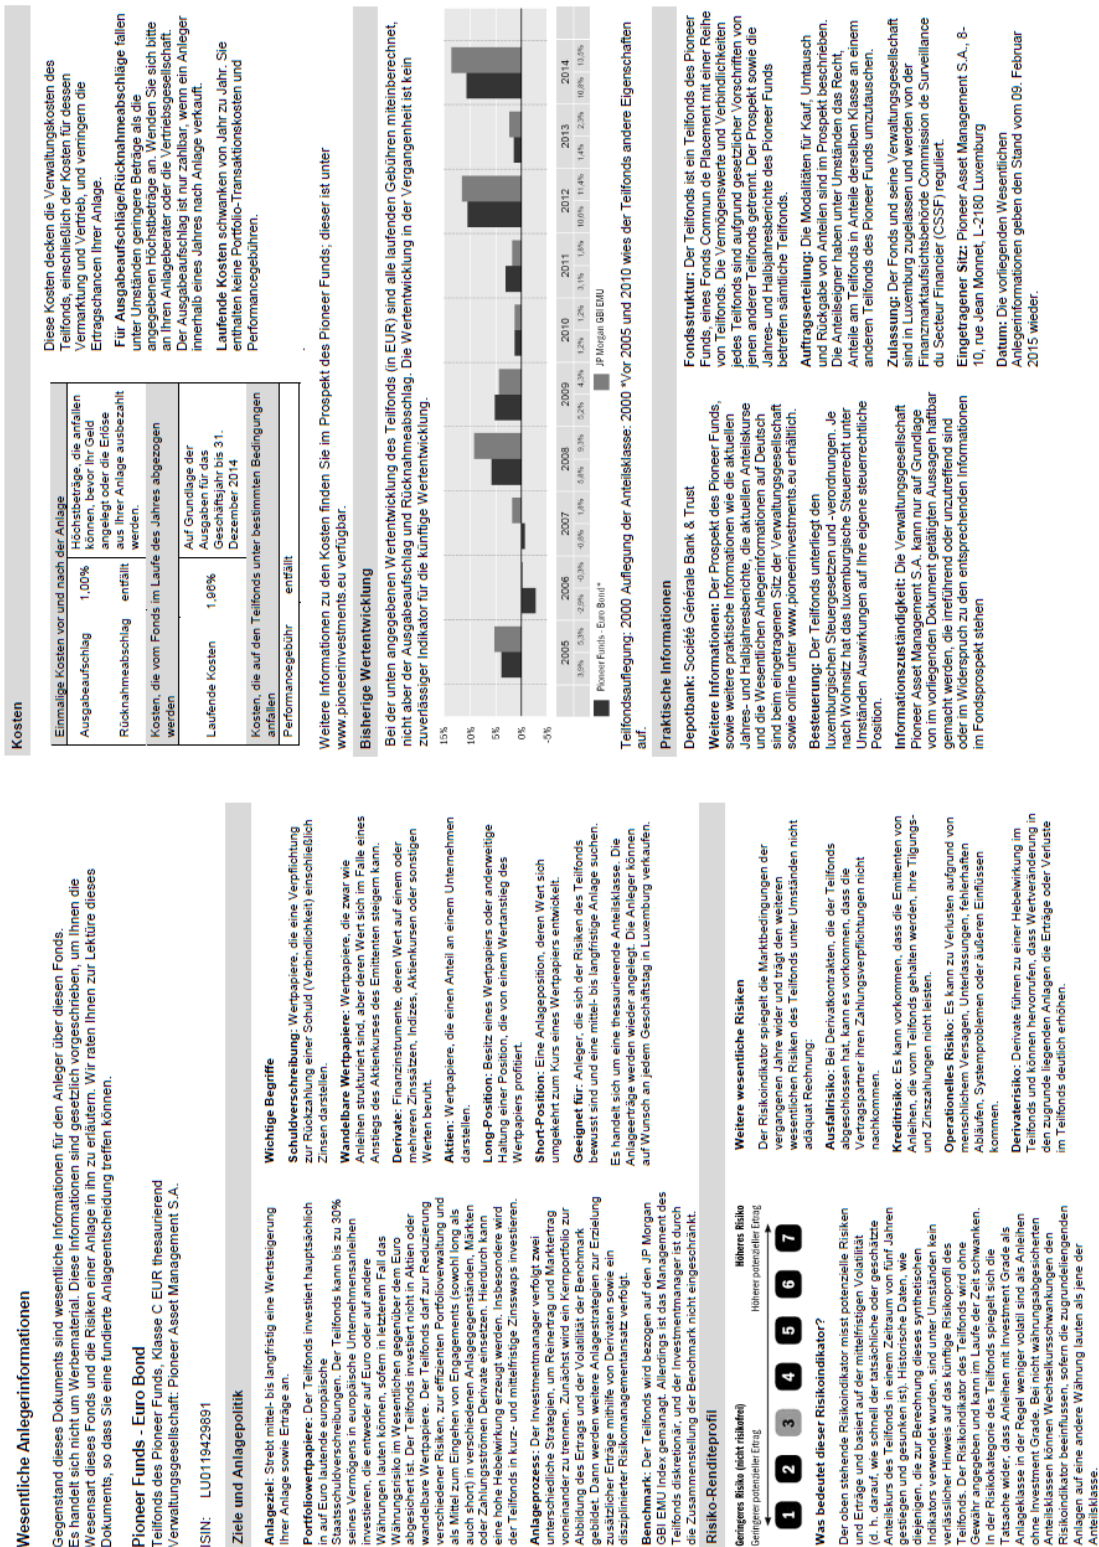 Wesentliche Anlegerinformationen
Gegenstand dieses Dokuments sind wesentliche Informationen für den Anleger über diesen Fonds.
Es handelt sich nicht um Werbematerial. Diese Informationen sind gesetzlich vorgeschrieben, um Ihnen die
Wesensart dieses Fonds und die Risiken einer Anlage in ihn zu erläutern. Wir raten Ihnen zur Lektüre dieses
Dokuments, so dass Sie eine fundierte Anlagentscheidung treffen können.
Pioneer Funds - Euro Bond
Teilfonds des Pioneer Funds, Klasse C EUR thesaurierend
Verwaltungsgesellschaft: Pioneer Asset Management S.A.
ISIN: LU0119429891
Ziele und Anlagepolitik
Anlageziel: Strebt mittel- bis langfristig eine Wertsteigerung
Ihrer Anlage sowie Erträge an.
Portfoliowertpapiere: Der Teilfonds investiert hauptsächlich
in auf Euro lautende europäische
Staatsschuldverschreibungen. Der Teilfonds kann bis zu 30%
seines Vermögens in europäische Unternehmensanleihen
investieren, die entweder auf Euro oder auf andere
Währungen lauten können, sofern in letzterem Fall das
Währungsrisiko im Wesentlichen gegenüber dem Euro
abgesichert ist. Der Teilfonds investiert nicht in Aktien oder
wandelbare Wertpapiere. Der Teilfonds darf zur Reduzierung
verschiedener Risiken, zur effizienten Portfolioverwaltung und
als Mittel zum Eingehen von Engagements (sowohl long als
auch short) in verschiedenen Anlagegegenständen, Märkten
oder Zahlungsströmen Derivate einsetzen. Hierdurch kann
eine hohe Hebelwirkung erzeugt werden. Insbesondere wird
der Teilfonds in kurz- und mittelfristige Zinsswaps investieren.
Anlageprozess: Der Investmentmanager verfolgt zwei
unterschiedliche Strategien, um Reinertrag und Marktertrag
voneinander zu trennen. Zunächst wird ein Kernportfolio zur
Abbildung des Ertrags und der Volatilität der Benchmark
gebildet. Dann werden weitere Anlagestrategien zur Erzielung
zusätzlicher Erträge mithilfe von Derivaten sowie ein
disziplinierter Risikomanagementansatz verfolgt.
Benchmark: Der Teilfonds wird bezogen auf den JP Morgan
GBI EMU Index gemanagt. Allerdings ist das Management des
Teilfonds diskretionär, und der Investmentmanager ist durch
die Zusammensetzung der Benchmark nicht eingeschränkt.
Wichtige Begriffe
Schuldverschreibung: Wertpapiere, die eine Verpflichtung
zur Rückzahlung einer Schuld (Verbindlichkeit) einschließlich
Zinsen darstellen.
Wandelbare Wertpapiere: Wertpapiere, die zwar wie
Anleihen strukturiert sind, aber deren Wert sich im Falle eines
Anstiegs des Aktienkurses des Emittenten steigern kann.
Derivate: Finanzinstrumente, deren Wert auf einem oder
mehreren Zinssätzen, Indizes, Aktienkursen oder sonstigen
Werten beruht.
Aktien: Wertpapiere, die einen Anteil an einem Unternehmen
darstellen.
Long-Position: Besitz eines Wertpapiers oder anderweitige
Haltung einer Position, die von einem Wertanstieg des
Wertpapiers profitiert.
Short-Position: Eine Anlageposition, deren Wert sich
umgekehrt zum Kurs eines Wertpapiers entwickelt.
Geeignet für: Anleger, die sich der Risiken des Teilfonds
bewusst sind und eine mittel- bis langfristige Anlage suchen.
Es handelt sich um eine thesaurierende Anteilsklasse. Die
Anlageerträge werden wieder angelegt. Die Anleger können
auf Wunsch an jedem Geschäftstag in Luxemburg verkaufen.
Risiko-Renditeprofil
Geringeres Risiko (nicht risikofrei) Höheres Risiko
Geringerer potenzieller Ertrag Höherer potenzieller Ertrag
1 2 3 4 5 6 7
Was bedeutet dieser Risikoindikator?
Der oben stehende Risikoindikator misst potenzielle Risiken
und Erträge und basiert auf der mittelfristigen Volatilität
(d. h. darauf, wie schnell der tatsächliche oder geschätzte
Anteilskurs des Teilfonds in einem Zeitraum von fünf Jahren
gestiegen und gesunken ist). Historische Daten, wie
diejenigen, die zur Berechnung dieses synthetischen
Indikators verwendet wurden, sind unter Umständen kein
verlässlicher Hinweis auf das künftige Risikoprofil des
Teilfonds. Der Risikoindikator des Teilfonds wird ohne
Gewähr angegeben und kann im Laufe der Zeit schwanken.
In der Risikokategorie des Teilfonds spiegelt sich die
Tatsache wider, dass Anleihen mit Investment Grade als
Anlageklasse in der Regel weniger volatil sind als Anleihen
ohne Investment Grade. Bei nicht währungsabgesicherten
Anteilsklassen können Wechselkursschwankungen den
Risikoindikator beeinflussen, sofern die zugrundeliegenden
Anlagen auf eine andere Währung lauten als jene der
Anteilsklasse.
Weitere wesentliche Risiken
Der Risikoindikator spiegelt die Marktbedingungen der
vergangenen Jahre wider und trägt den weiteren
wesentlichen Risiken des Teilfonds unter Umständen nicht
adäquat Rechnung:
Ausfallrisiko: Bei Derivatkontrakten, die der Teilfonds
abgeschlossen hat, kann es vorkommen, dass die
Vertragspartner ihren Zahlungsverpflichtungen nicht
nachkommen.
Kreditrisiko: Es kann vorkommen, dass die Emittenten von
Anleihen, die vom Teilfonds gehalten werden, ihre Tilgungs-
und Zinszahlungen nicht leisten.
Operationelles Risiko: Es kann zu Verlusten aufgrund von
menschlichem Versagen, Unterlassungen, fehlerhaften
Abläufen, Systemproblemen oder äußeren Einflüssen
kommen.
Derivaterisiko: Derivate führen zu einer Hebelwirkung im
Teilfonds und können hervorrufen, dass Wertveränderung in
den zugrunde liegenden Anlagen die Erträge oder Verluste
im Teilfonds deutlich erhöhen.
Kosten
Einmalige Kosten vor und nach der Anlage
Ausgabeaufschlag 1,00%
Rücknahmeabschlag entfällt
Höchstbeträge, die anfallen
können, bevor Ihr Geld
angelegt oder die Erlöse
aus Ihrer Anlage ausbezahlt
werden.
Kosten, die vom Fonds im Laufe des Jahres abgezogen
werden
Laufende Kosten 1,96%
Auf Grundlage der
Ausgaben für das
Geschäftsjahr bis 31.
Dezember 2014
Kosten, die auf den Teilfonds unter bestimmten Bedingungen
anfallen
Performancegebühr entfällt
Diese Kosten decken die Verwaltungskosten des
Teilfonds, einschließlich der Kosten für dessen
Vermarktung und Vertrieb, und verringern die
Ertragschancen Ihrer Anlage.
Für Ausgabeaufschläge/Rücknahmeabschläge fallen
unter Umständen geringere Beträge als die
angegebenen Höchstbeträge an. Wenden Sie sich bitte
an Ihren Anlageberater oder die Vertriebsgesellschaft.
Der Ausgabeaufschlag ist nur zahlbar, wenn ein Anleger
innerhalb eines Jahres nach Anlage verkauft.
Laufende Kosten schwanken von Jahr zu Jahr. Sie
enthalten keine Portfolio-Transaktionskosten und
Performancegebühren.
Weitere Informationen zu den Kosten finden Sie im Prospekt des Pioneer Funds; dieser ist unter
www.pioneerinvestments.eu verfügbar.
Bisherige Wertentwicklung
Bei der unten angegebenen Wertentwicklung des Teilfonds (in EUR) sind alle laufenden Gebühren miteinberechnet,
nicht aber der Ausgabeaufschlag und Rücknahmeabschlag. Die Wertentwicklung in der Vergangenheit ist kein
zuverlässiger Indikator für die künftige Wertentwicklung.
15%
10%
5%
0%
-5%
2005 2006 2007 2008 2009 2010 2011 2012 2013 2014
3,9% 5,3% -2,9% -0,3% -0,8% 1,8% 5,8% 9,3% 5,2% 4,3% 1,2% 1,2% 3,1% 1,8% 10,6% 11,4% 1,4% 2,3% 10,8% 13,5%
Pioneer Funds - Euro Bond* JP Morgan GBI EMU
Teilfondsauflegung: 2000 Auflegung der Anteilsklasse: 2000 *Vor 2005 und 2010 wies der Teilfonds andere Eigenschaften
auf.
Praktische Informationen
Depotbank: Société Générale Bank & Trust
Weitere Informationen: Der Prospekt des Pioneer Funds,
sowie weitere praktische Informationen wie die aktuellen
Jahres- und Halbjahresberichte, die aktuellen Anteilskurse
und die Wesentlichen Anlegerinformationen auf Deutsch
sind beim eingetragenen Sitz der Verwaltungsgesellschaft
sowie online unter www.pioneerinvestments.eu erhältlich.
Besteuerung: Der Teilfonds unterliegt den
luxemburgischen Steuergesetzen und -verordnungen. Je
nach Wohnsitz hat das luxemburgische Steuerrecht unter
Umständen Auswirkungen auf Ihre eigene steuerrechtliche
Position.
Informationszuständigkeit: Die Verwaltungsgesellschaft
Pioneer Asset Management S.A. kann nur auf Grundlage
von im vorliegenden Dokument getätigten Aussagen haftbar
gemacht werden, die irreführend oder unzutreffend sind
oder im Widerspruch zu den entsprechenden Informationen
im Fondsprospekt stehen
Fondsstruktur: Der Teilfonds ist ein Teilfonds des Pioneer
Funds, eines Fonds Commun de Placement mit einer Reihe
von Teilfonds. Die Vermögenswerte und Verbindlichkeiten
jedes Teilfonds sind aufgrund gesetzlicher Vorschriften von
jenen anderer Teilfonds getrennt. Der Prospekt sowie die
Jahres- und Halbjahresberichte des Pioneer Funds
betreffen sämtliche Teilfonds.
Auftragserteilung: Die Modalitäten für Kauf, Umtausch
und Rückgabe von Anteilen sind im Prospekt beschrieben.
Die Anteilseigner haben unter Umständen das Recht,
Anteile am Teilfonds in Anteile derselben Klasse an einem
anderen Teilfonds des Pioneer Funds umzutauschen.
Zulassung: Der Fonds und seine Verwaltungsgesellschaft
sind in Luxemburg zugelassen und werden von der
Finanzmarktaufsichtsbehörde Commission de Surveillance
du Secteur Financier (CSSF) reguliert.
Eingetragener Sitz: Pioneer Asset Management S.A., 8-
10, rue Jean Monnet, L-2180 Luxemburg
Datum: Die vorliegenden Wesentlichen
Anlegerinformationen geben den Stand vom 09. Februar
2015 wieder.